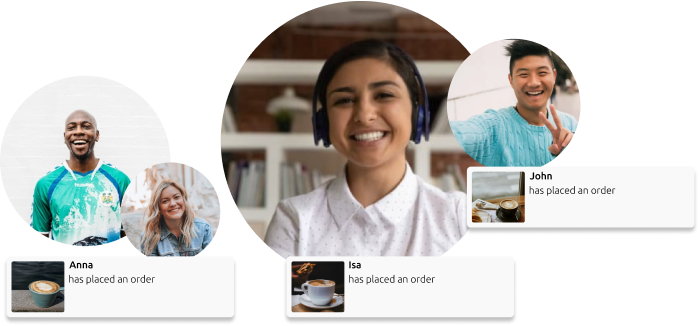 John
has placed an order
Anna
has placed an order
Isa
has placed an order